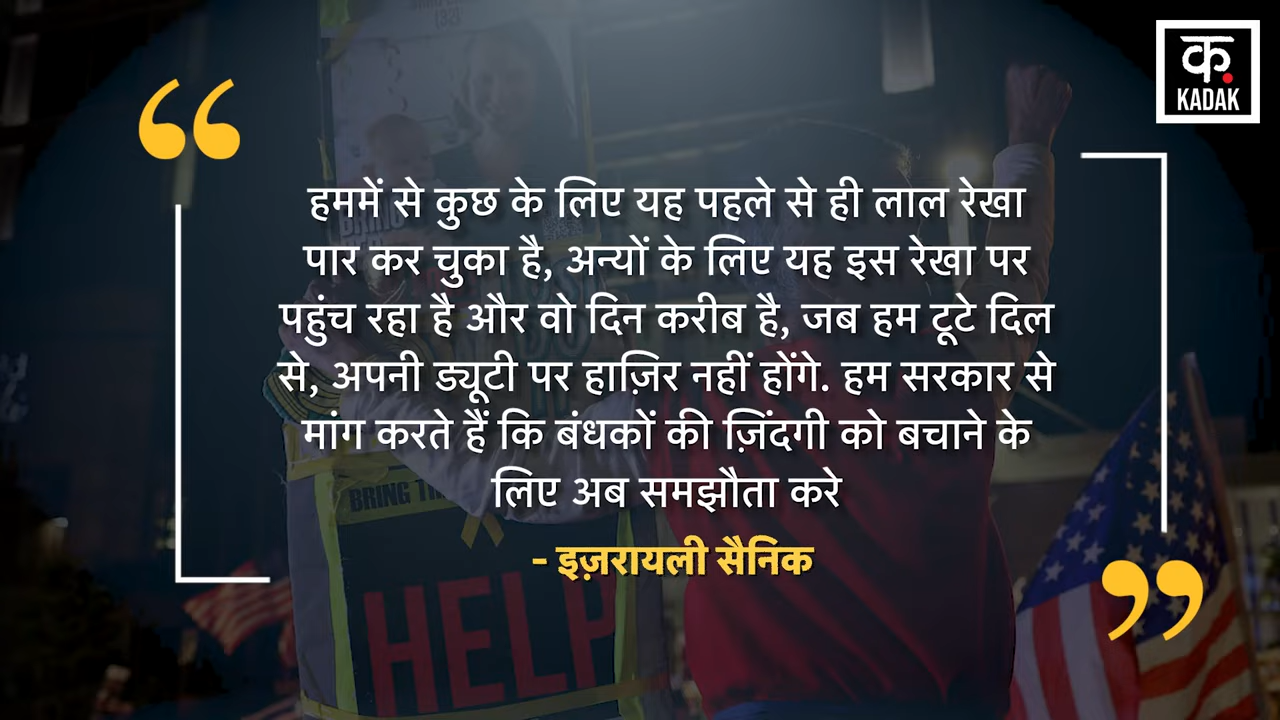 क.
KADAK
हममें से कुछ के लिए यह पहले से ही लाल रेखा
पार कर चुका है, अन्यों के लिए यह इस रेखा पर
पहुंच रहा है और वो दिन करीब है, जब हम टूटे दिल
से, अपनी ड्यूटी पर हाज़िर नहीं होंगे. हम सरकार से
मांग करते हैं कि बंधकों की ज़िंदगी को बचाने के
लिए अब समझौता करे
- इज़रायली सैनिक
BRING
HELP